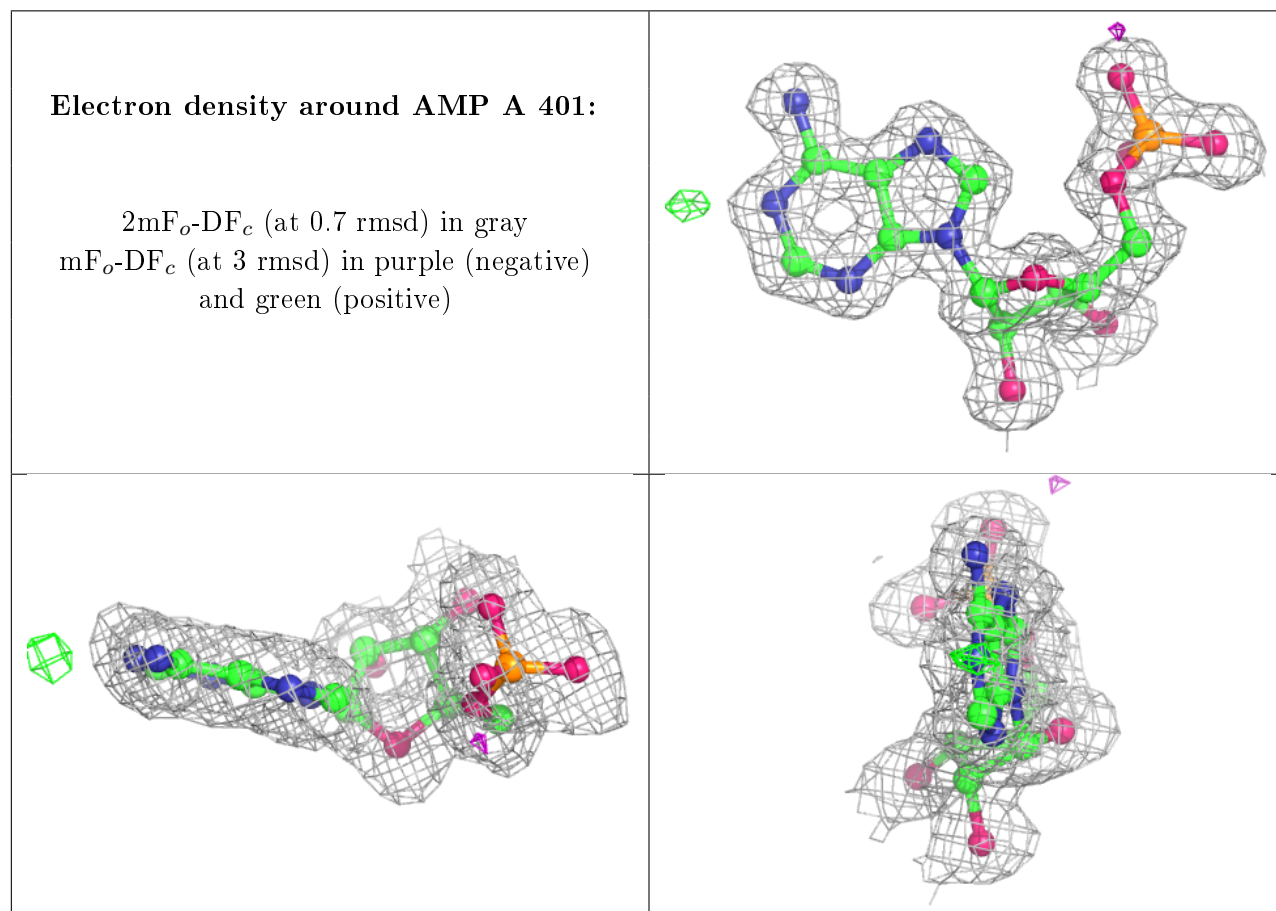 Electron density around AMP A 401:
2mFo-DFc (at 0.7 rmsd) in gray
mFo-DFc (at 3 rmsd) in purple (negative)
and green (positive)